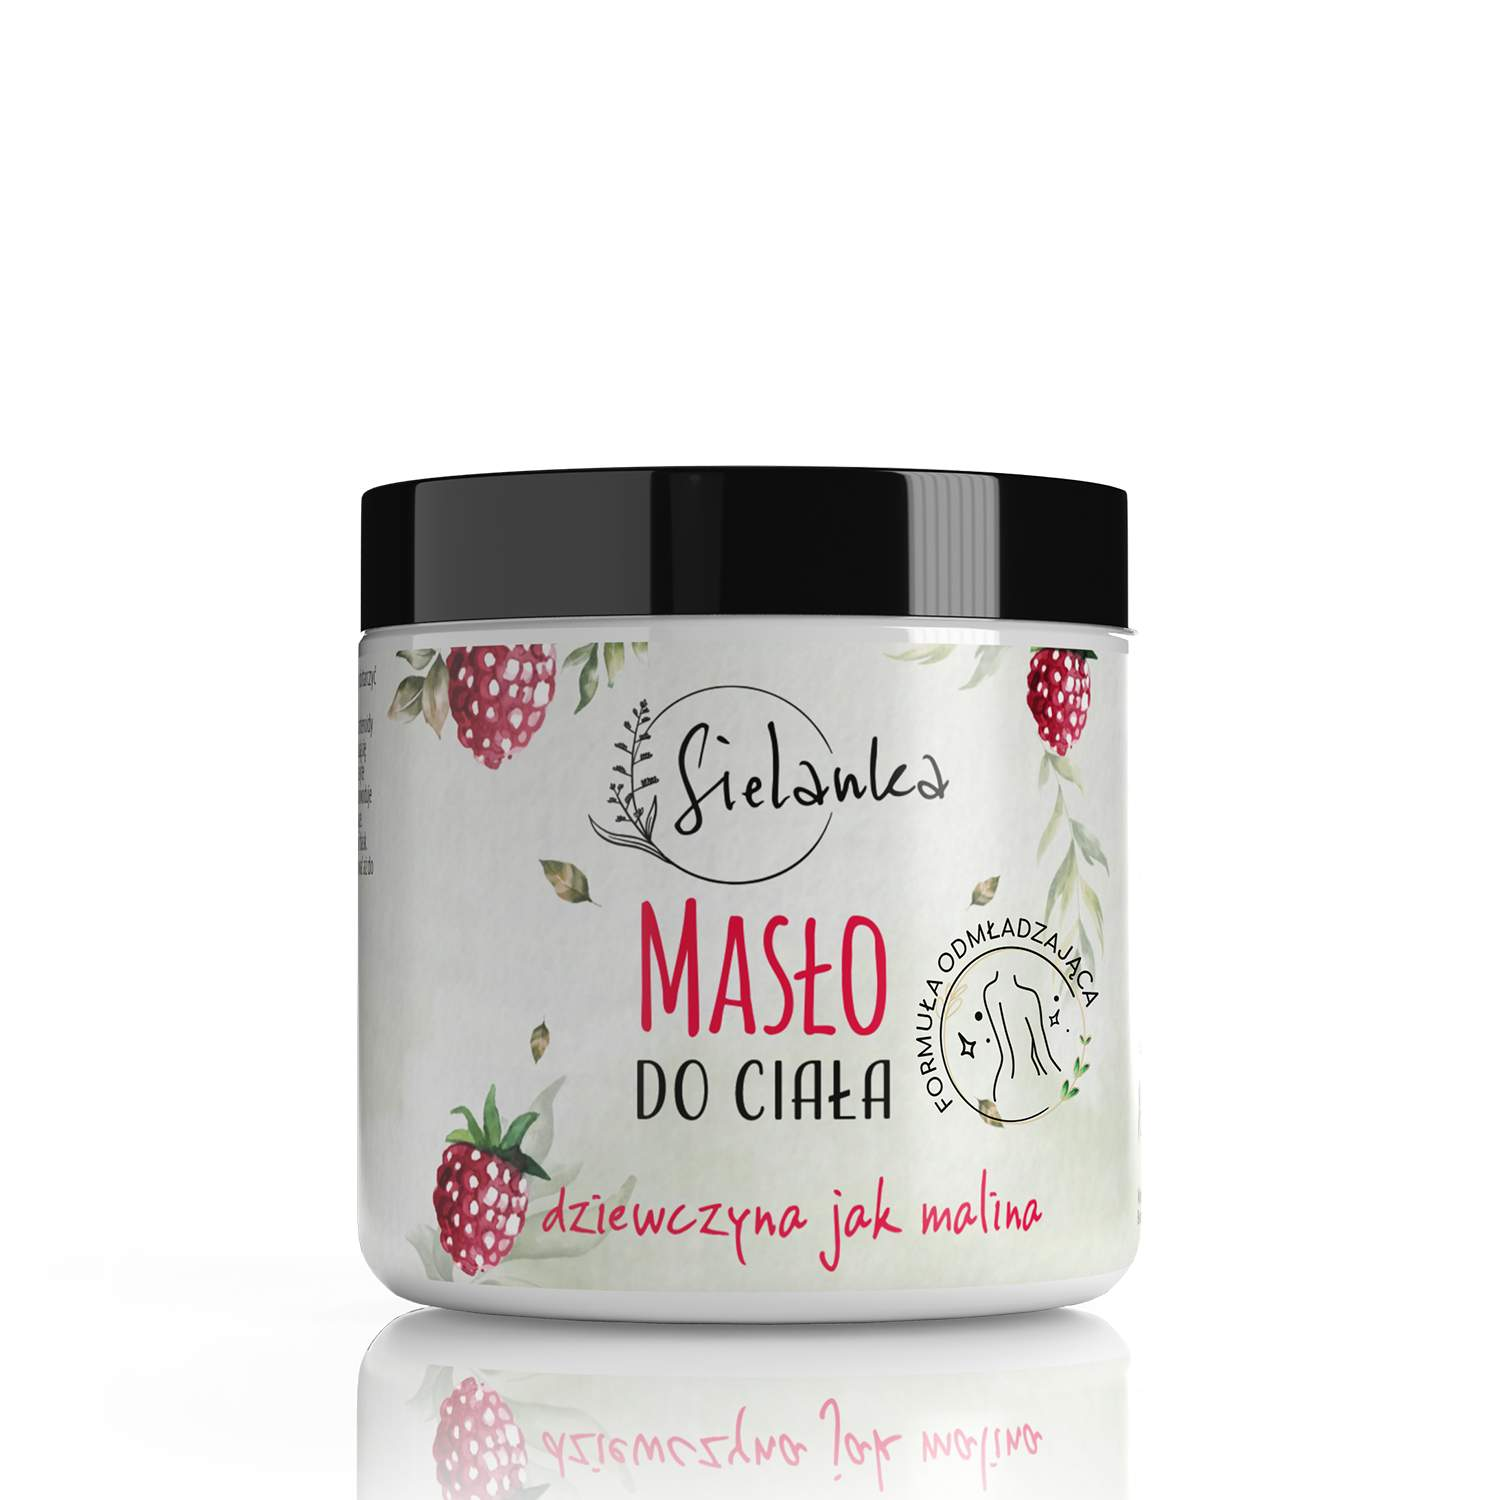 Sielanka
MASŁO
DO CIAŁA
FORMUŁA ODMŁADZAJĄCA
dziewczyna jak malina